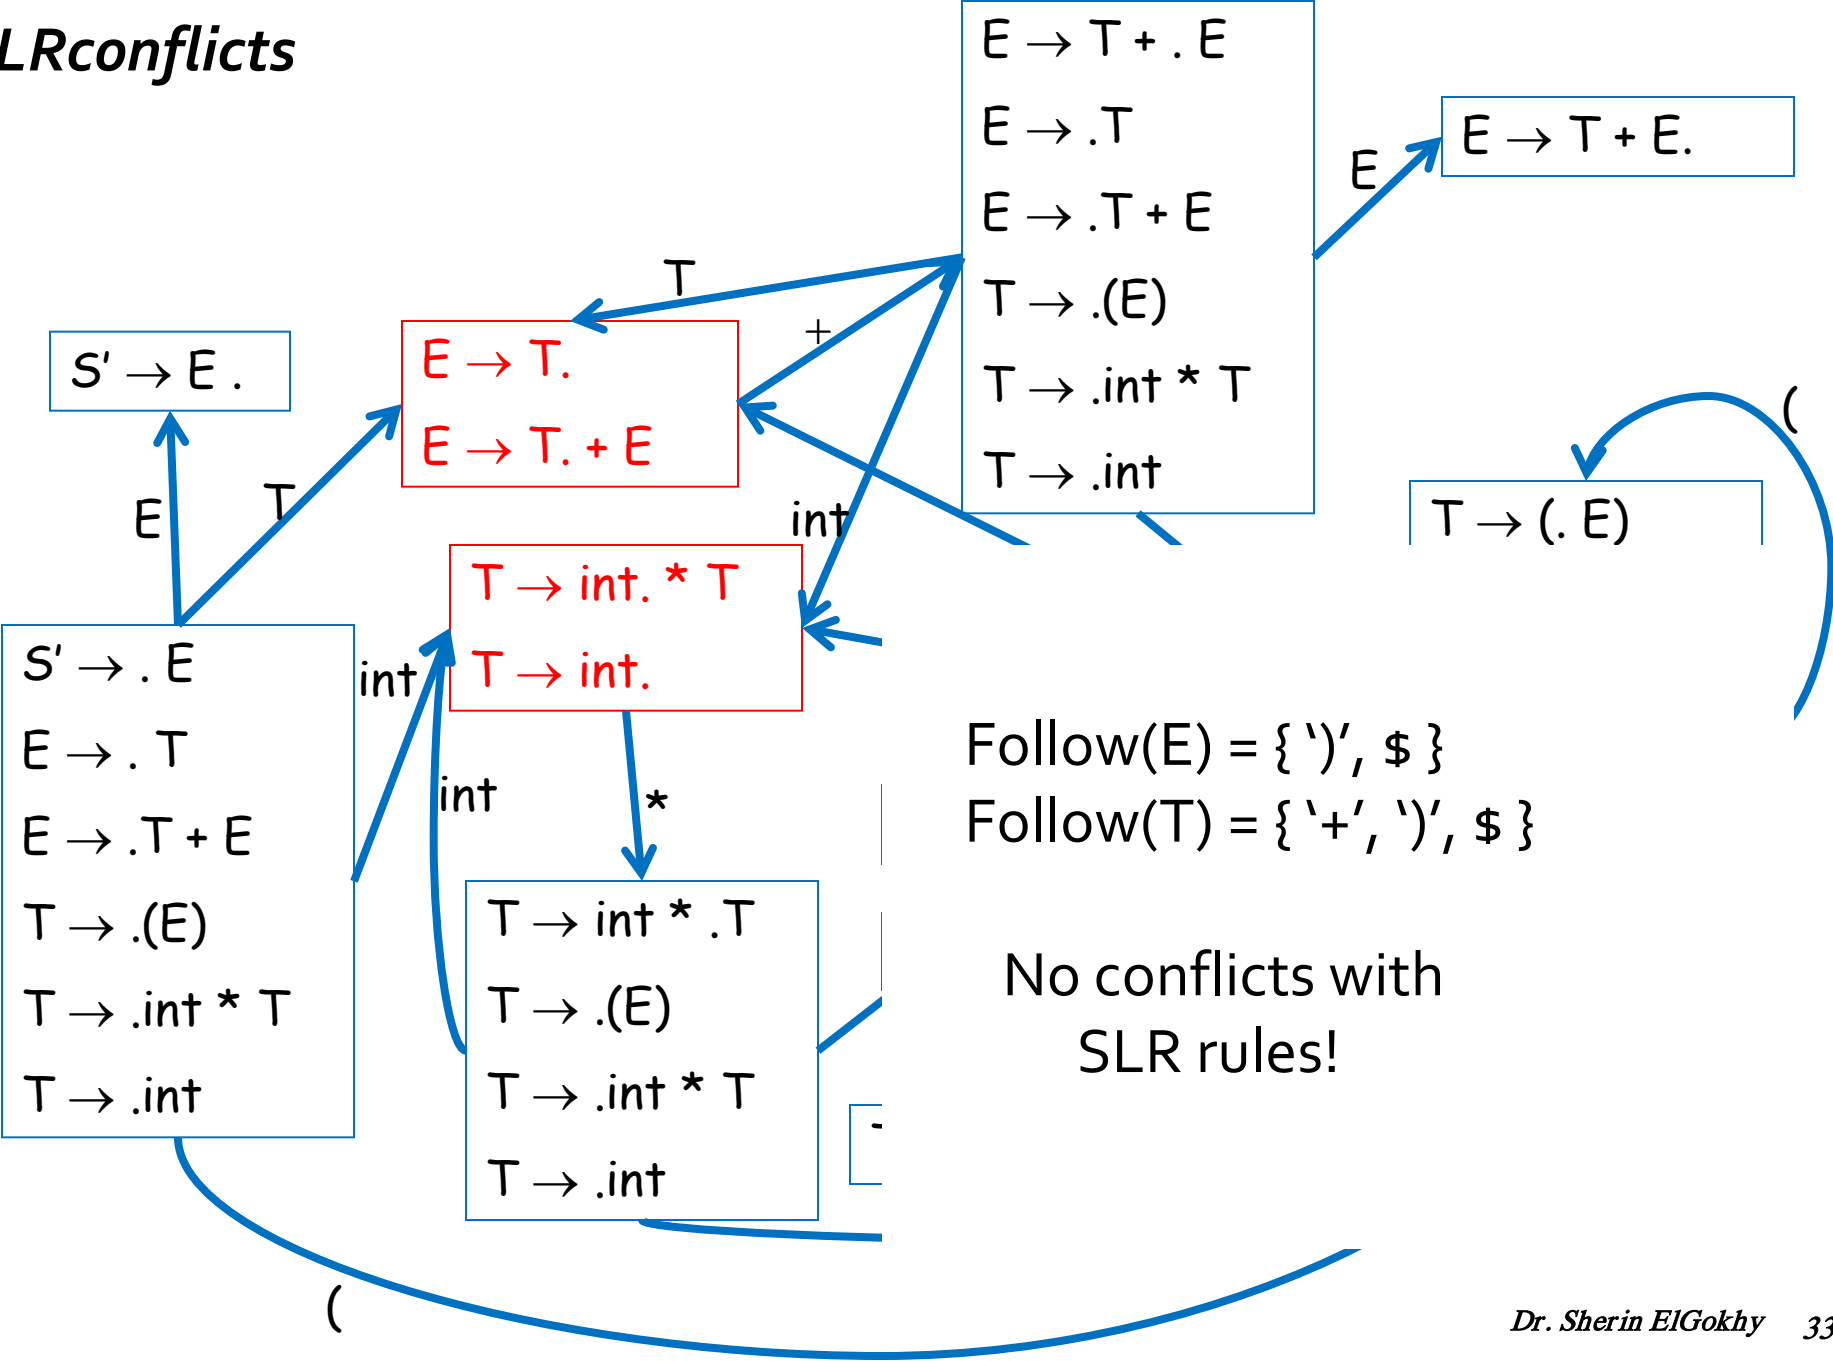 LRconflicts
E → T + . E
E → .T
E → .T + E
T → .(E)
T → .int * T
T → .int
E
E → T + E.
T
+
int
S' → E .
E → T.
E → T. + E
E
T
(
T → (. E)
T → int. * T
T → int.
int
int
*
S' → . E
E → . T
E → .T + E
T → .(E)
T → .int * T
T → .int
T → int * .T
T → .(E)
T → .int * T
T → .int
(
Follow(E) = { ‘)’, $ }
Follow(T) = { ‘+’, ‘)’, $ }
No conflicts with
SLR rules!
Dr. Sherin ElGokhy 33